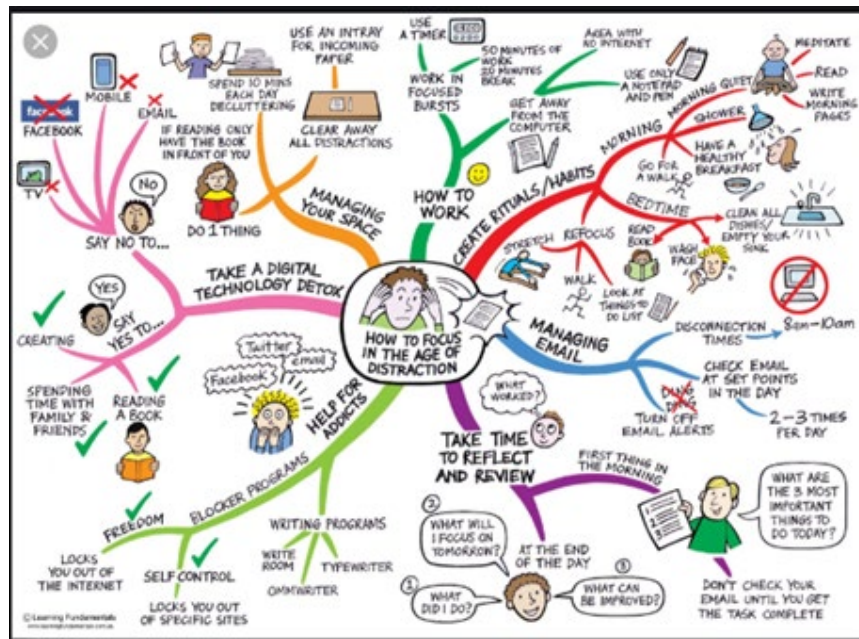 HOW TO FOCUS
IN THE AGE OF
DISTRACTION
HOW TO
WORK
WORK IN
FOCUSED
BURSTS
USE
A TIMER
50 MINUTES OF
WORK
10 MINUTES
BREAK
GET AWAY
FROM THE
COMPUTER
AREA WITH
NO INTERNET
USE ONLY
A NOTEPAD
AND PEN
CREATE RITUALS/HABITS
MORNING
MORNING QUIET
MEDITATE
READ
WRITE
MORNING
PAGES
SHOWER
HAVE A
HEALTHY
BREAKFAST
GO FOR
A WALK
BEDTIME
CLEAN ALL
DISHES/
EMPTY YOUR
SINK
READ
BOOK
WASH
FACE
REFOCUS
STRETCH
WALK
LOOK AT
THINGS TO
DO LIST
MANAGING
EMAIL
DISCONNECTION
TIMES
8am-10am
CHECK EMAIL
AT SET POINTS
IN THE DAY
2-3 TIMES
PER DAY
DING
DING
TURN OFF
EMAIL ALERTS
TAKE TIME
TO REFLECT
AND REVIEW
WHAT
WORKED?
FIRST THING IN
THE MORNING
WHAT ARE
THE 3 MOST
IMPORTANT
THINGS TO
DO TODAY?
1
2
3
DON'T CHECK YOUR
EMAIL UNTIL YOU GET
THE TASK COMPLETE
AT THE END
OF THE DAY
1
WHAT
DID I DO?
2
WHAT WILL
I FOCUS ON
TOMORROW?
3
WHAT CAN
BE IMPROVED?
HELP FOR
ADDICTS
Twitter
email
Facebook
WRITING PROGRAMS
WRITE
ROOM
OMMWRITER
TYPEWRITER
BLOCKER PROGRAMS
FREEDOM
LOCKS
YOU OUT OF
THE INTERNET
SELF CONTROL
LOCKS YOU OUT
OF SPECIFIC SITES
TAKE A DIGITAL
TECHNOLOGY DETOX
SAY NO TO...
NO
TV
facebook
FACEBOOK
MOBILE
EMAIL
SAY
YES TO...
YES
CREATING
SPENDING
TIME WITH
FAMILY &
FRIENDS
READING
A BOOK
MANAGING
YOUR SPACE
SPEND 10 MINS
EACH DAY
DECLUTTERING
USE AN INTRAY
FOR INCOMING
PAPER
CLEAR AWAY
ALL DISTRACTIONS
DO 1 THING
IF READING ONLY
HAVE THE BOOK
IN FRONT OF YOU
©Learning Fundamentals
www.learningfundamentals.com.au